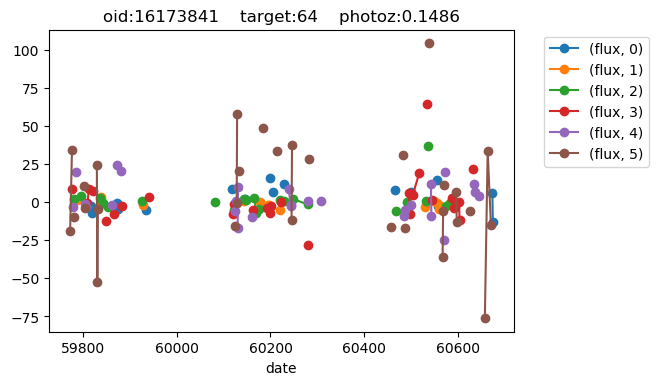 oid:16173841    target:64    photoz:0.1486
100
75
50
25
0
−25
−50
−75
59800
60000
60200
60400
60600
date
(flux, 0)
(flux, 1)
(flux, 2)
(flux, 3)
(flux, 4)
(flux, 5)